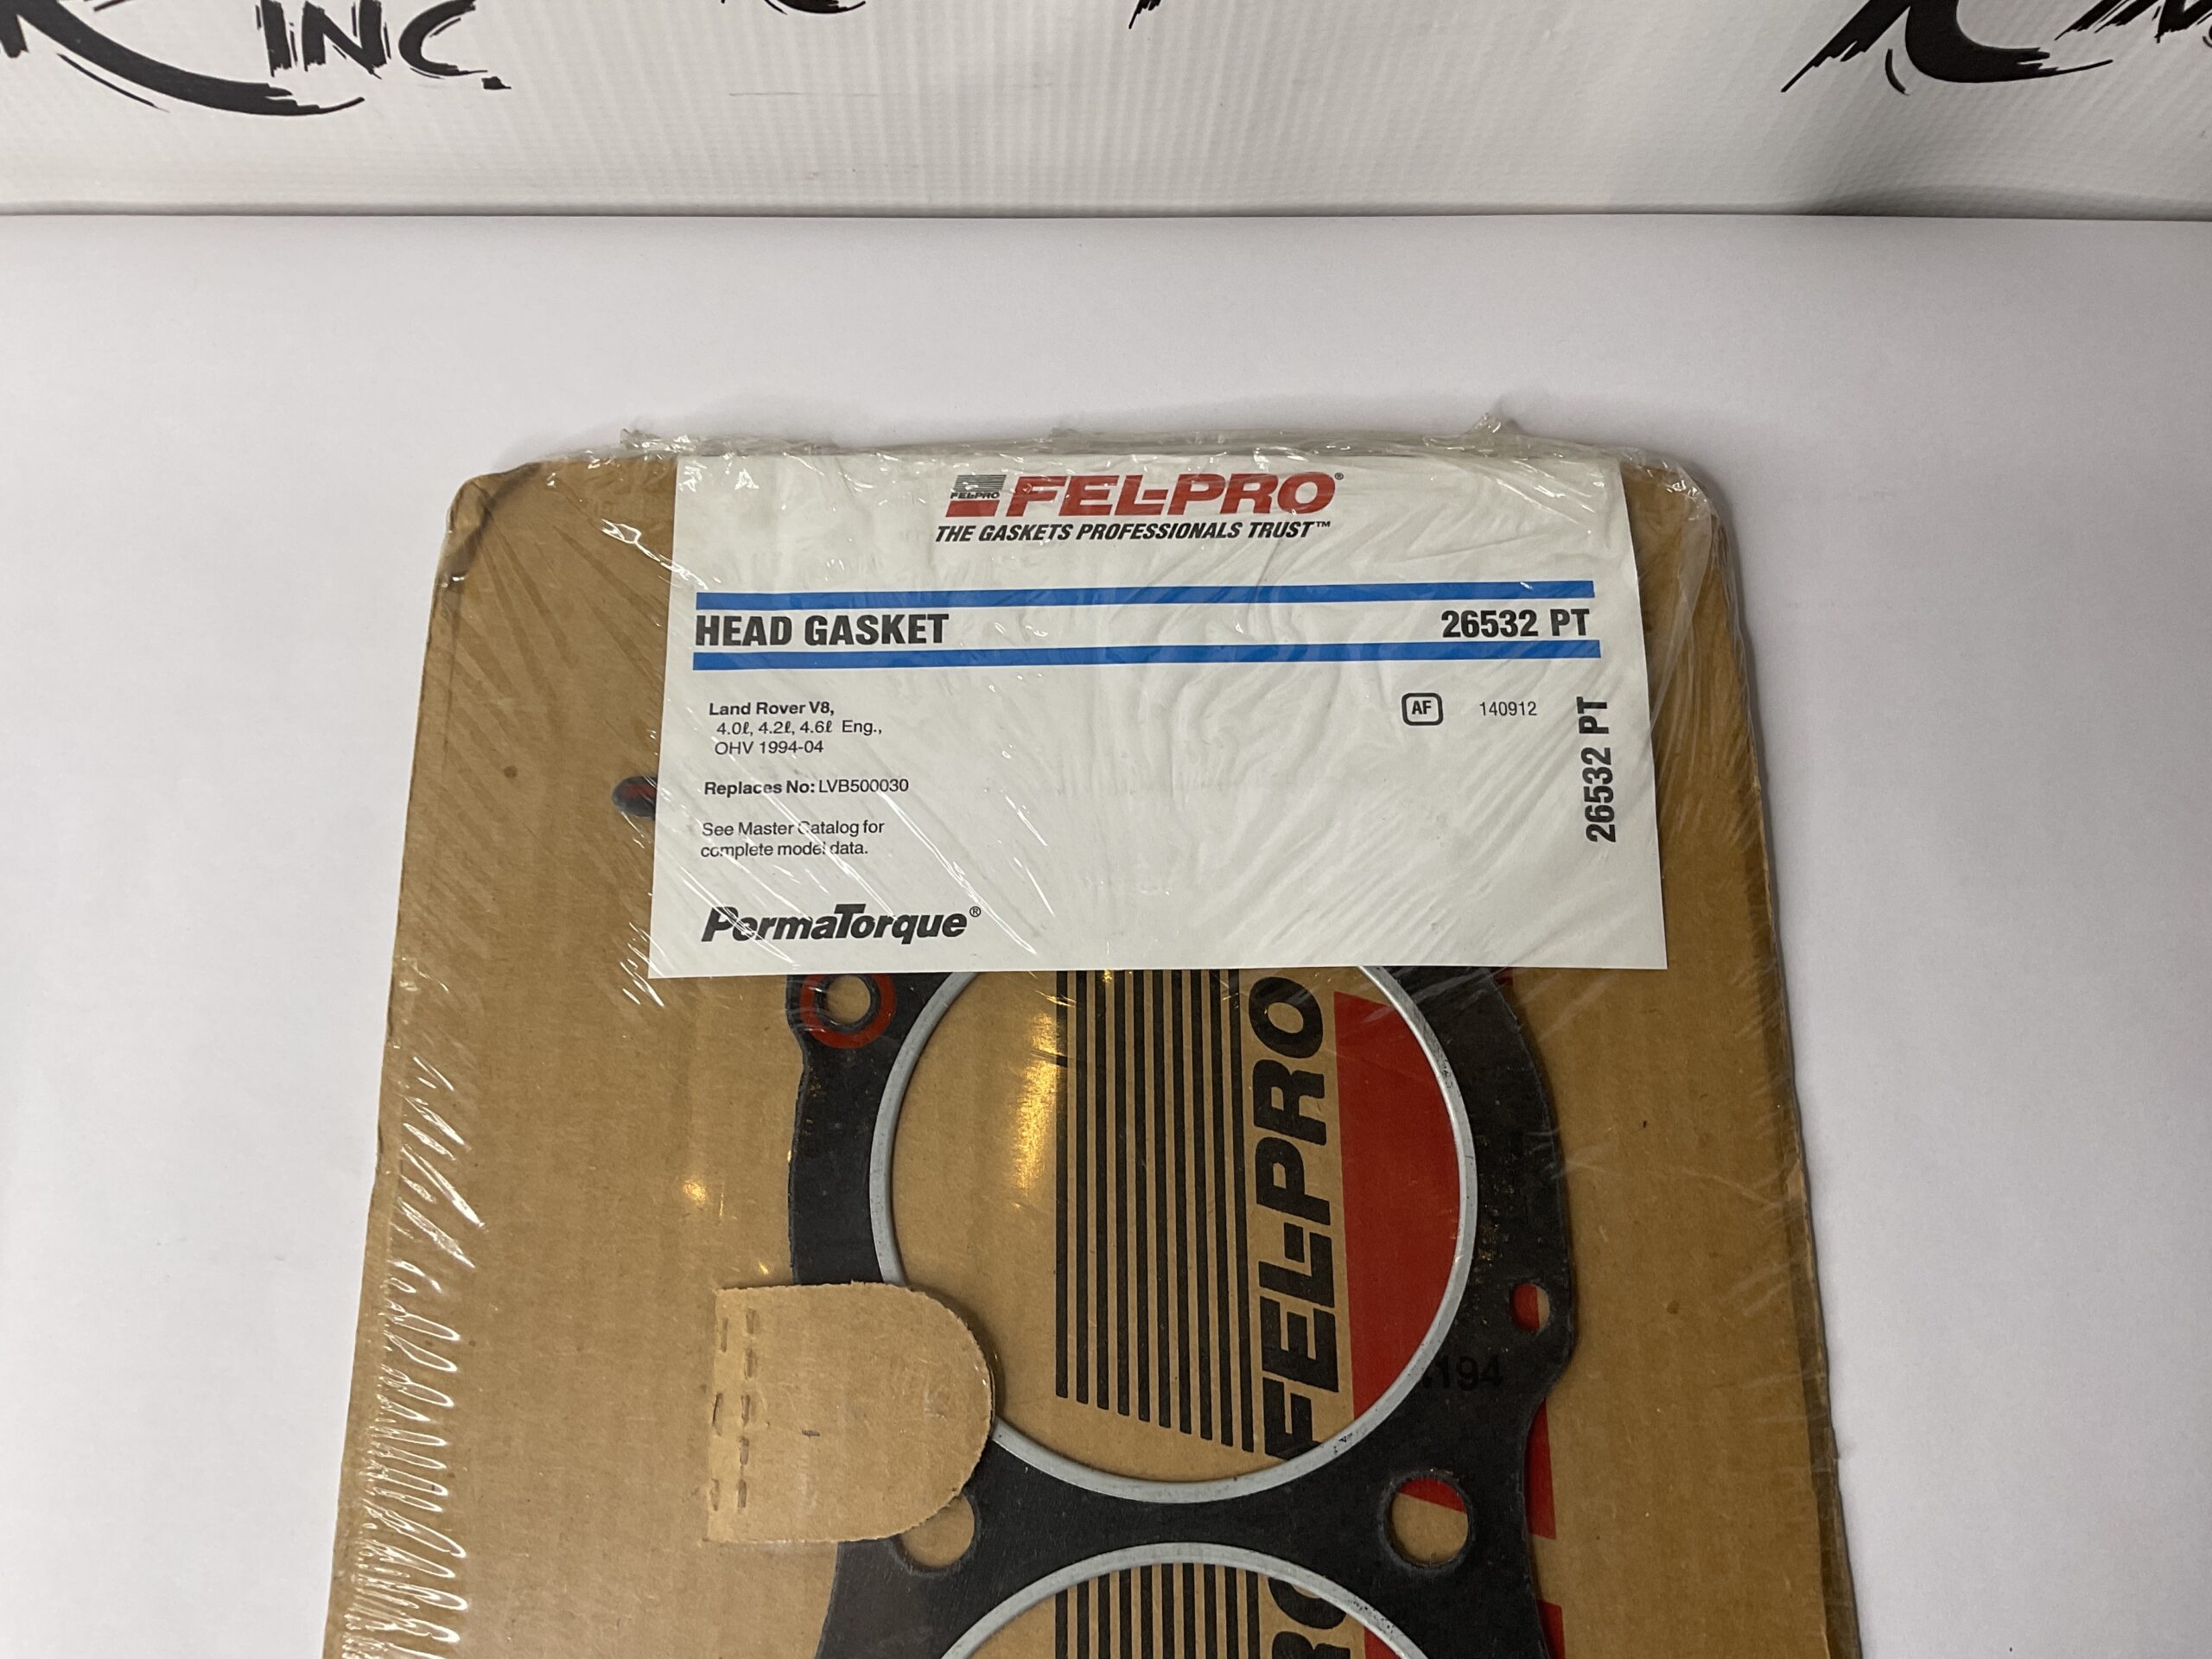 INC.
FEL-PRO FEL-PRO®
THE GASKETS PROFESSIONALS TRUST™
HEAD GASKET 26532 PT
Land Rover V8,
4.0ℓ, 4.2ℓ, 4.6ℓ Eng.,
OHV 1994-04
AF 140912
26532 PT
Replaces No: LVB500030
See Master Catalog for
complete model data.
PermaTorque®
FEL-PRO
.194